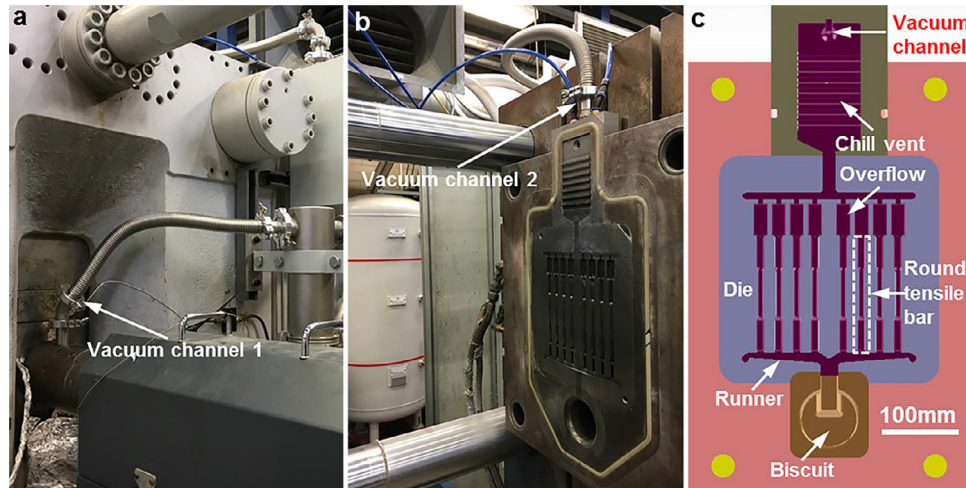 a
Vacuum channel 1
b
Vacuum channel 2
c
Vacuum
channel
Chill vent
Overflow
Die
Round
tensile
bar
Runner
100mm
Biscuit